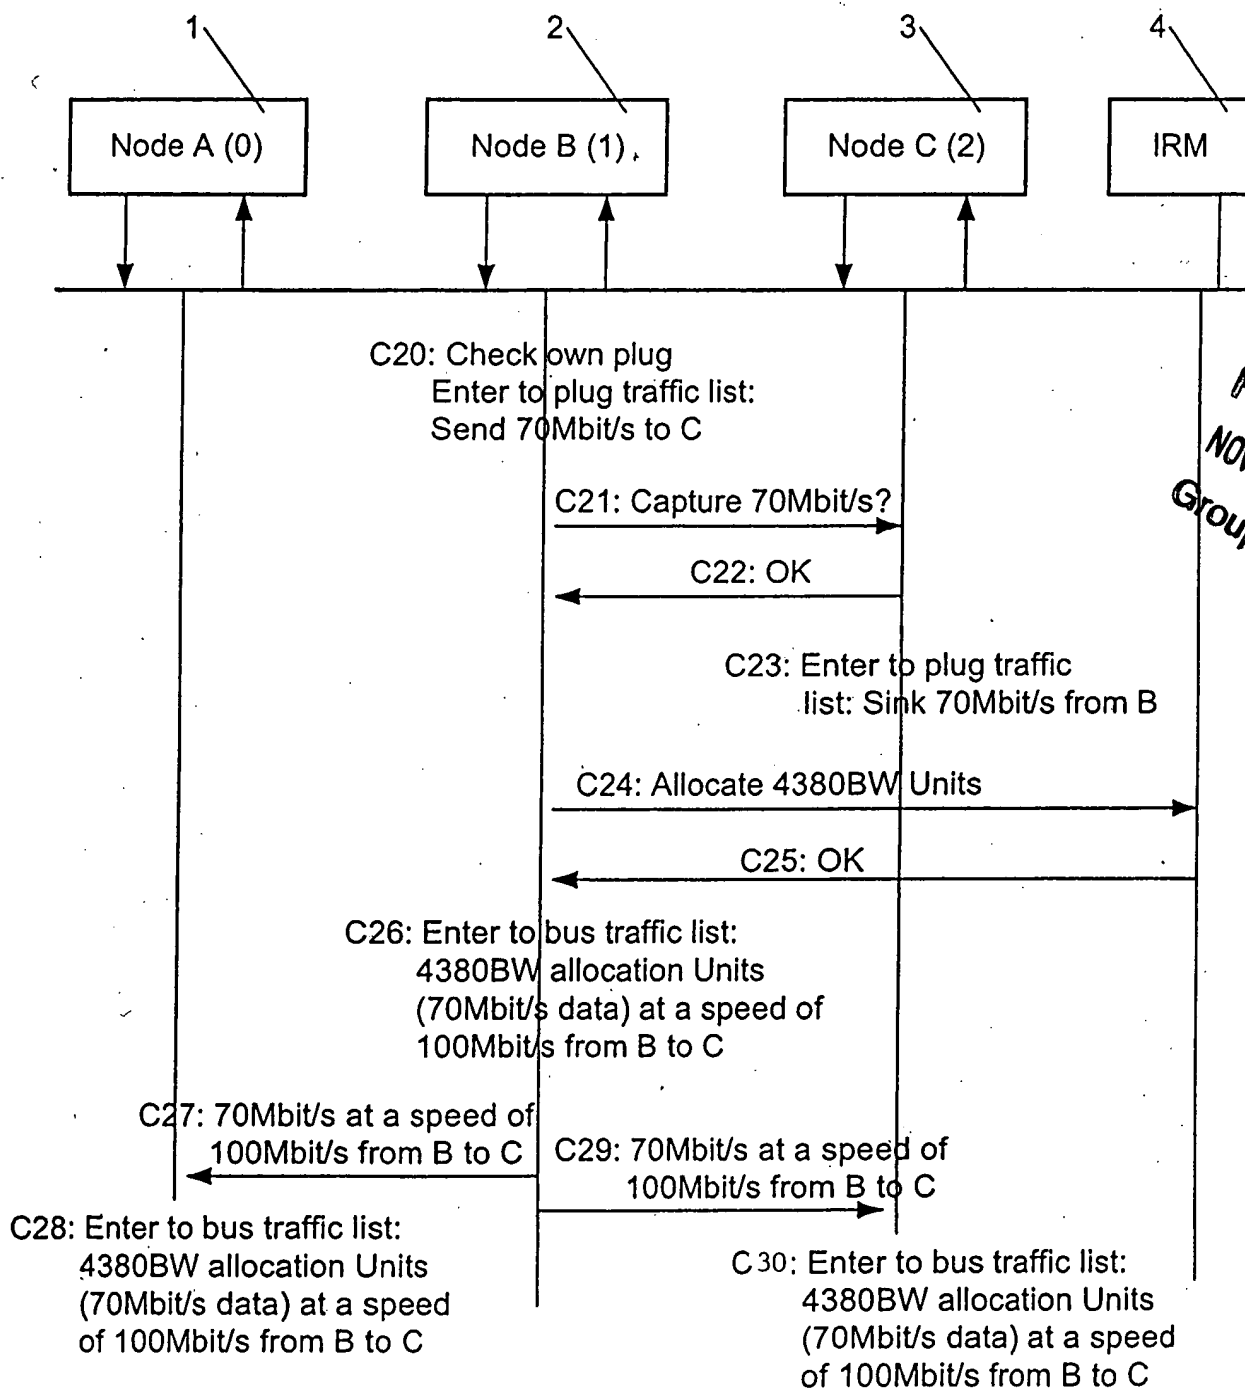 1 2 3 4
Node A (0) Node B (1) Node C (2) IRM
C20: Check own plug
Enter to plug traffic list:
Send 70Mbit/s to C
C21: Capture 70Mbit/s?
Group
C22: OK
C23: Enter to plug traffic
list: Sink 70Mbit/s from B
C24: Allocate 4380BW Units
C25: OK
C26: Enter to bus traffic list:
4380BW allocation Units
(70Mbit/s data) at a speed of
100Mbit/s from B to C
C27: 70Mbit/s at a speed of
100Mbit/s from B to C
C29: 70Mbit/s at a speed of
100Mbit/s from B to C
C28: Enter to bus traffic list:
4380BW allocation Units
(70Mbit/s data) at a speed
of 100Mbit/s from B to C
C30: Enter to bus traffic list:
4380BW allocation Units
(70Mbit/s data) at a speed
of 100Mbit/s from B to C